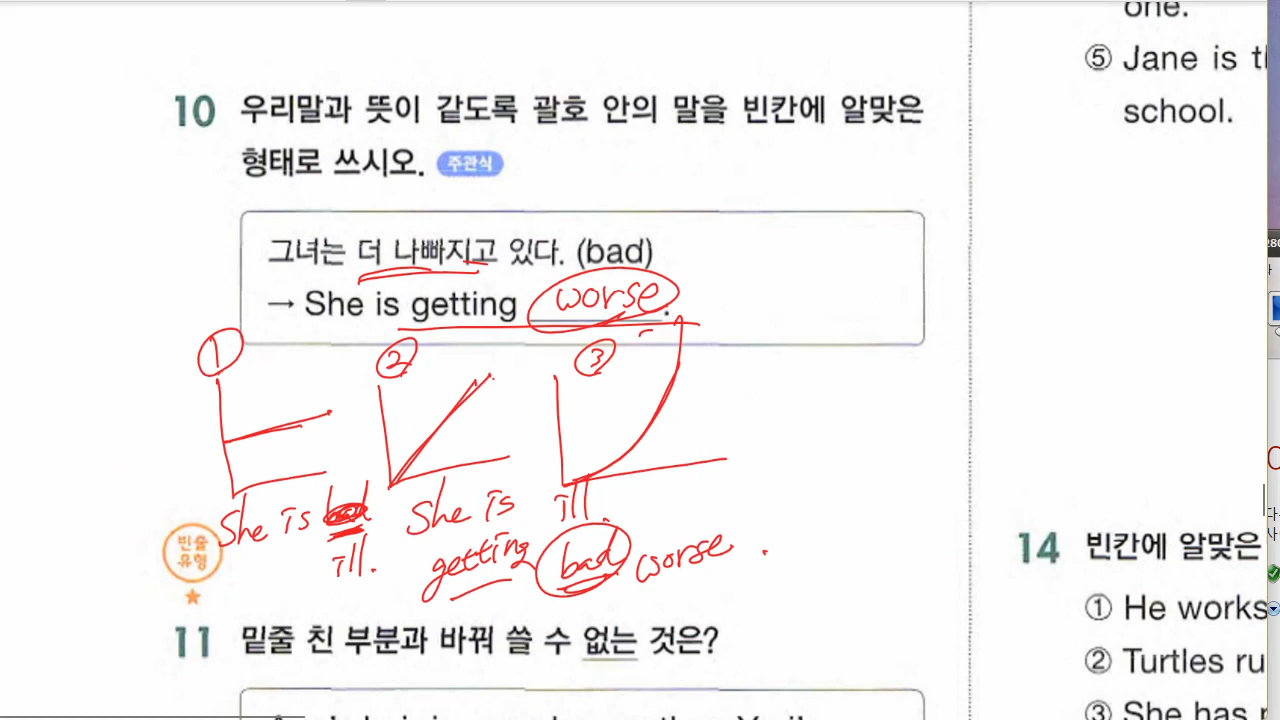 one.
⑤ Jane is
school.
10 우리말과 뜻이 같도록 괄호 안의 말을 빈칸에 알맞은
형태로 쓰시오. 주관식
그녀는 더 나빠지고 있다. (bad)
→ She is getting worse.
① ② ③
She is bad She is ill.
ill. getting bad worse.
빈출
유형
11 밑줄 친 부분과 바꿔 쓸 수 없는 것은?
14 빈칸에 알맞은
① He works
② Turtles
③ She has